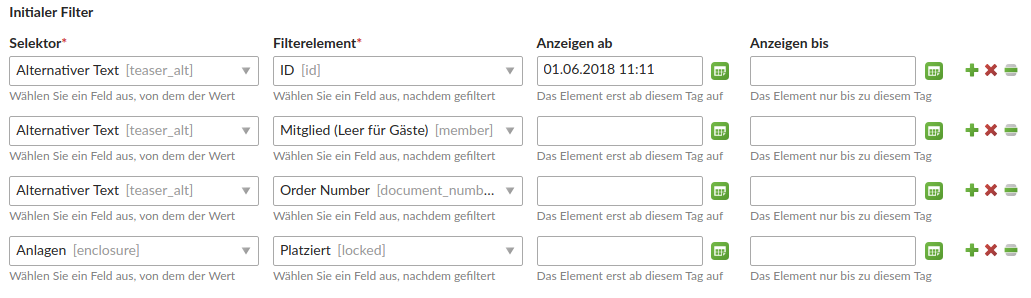 Initialer Filter
Selektor* Filterelement* Anzeigen ab Anzeigen bis
Alternativer Text [teaser_alt] ID [id] 01.06.2018 11:11
Wählen Sie ein Feld aus, von dem der Wert Wählen Sie ein Feld aus, nachdem gefiltert Das Element erst ab diesem Tag auf Das Element nur bis zu diesem Tag
Alternativer Text [teaser_alt] Mitglied (Leer für Gäste) [member]
Wählen Sie ein Feld aus, von dem der Wert Wählen Sie ein Feld aus, nachdem gefiltert Das Element erst ab diesem Tag auf Das Element nur bis zu diesem Tag
Alternativer Text [teaser_alt] Order Number [document_numb...
Wählen Sie ein Feld aus, von dem der Wert Wählen Sie ein Feld aus, nachdem gefiltert Das Element erst ab diesem Tag auf Das Element nur bis zu diesem Tag
Anlagen [enclosure] Platziert [locked]
Wählen Sie ein Feld aus, von dem der Wert Wählen Sie ein Feld aus, nachdem gefiltert Das Element erst ab diesem Tag auf Das Element nur bis zu diesem Tag